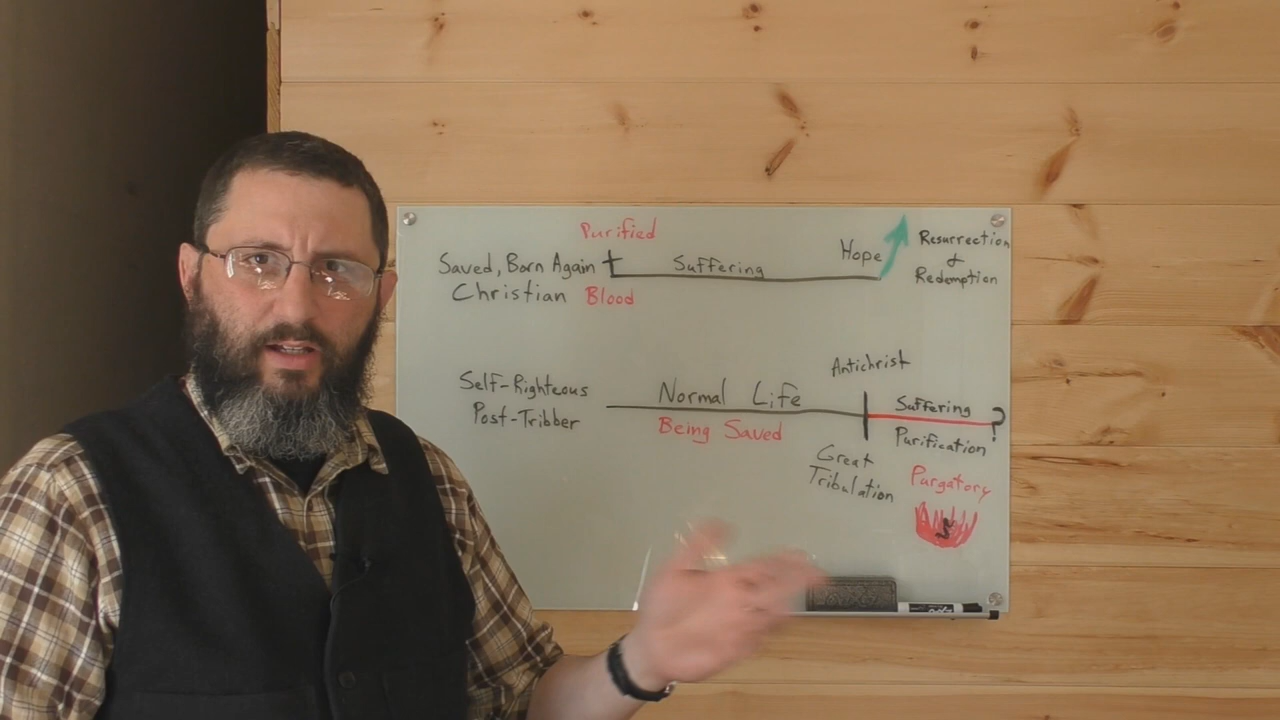 Purified
Saved, Born Again
Suffering
Hope
Resurrection
&
Redemption
Christian Blood
Antichrist
Self-Righteous
Post-Tribber
Normal Life
Being Saved
Suffering
?
Purification
Great
Tribulation
Purgatory